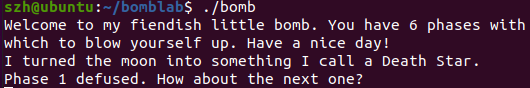 szh@ubuntu:~/bomblab$ ./bomb
Welcome to my fiendish little bomb. You have 6 phases with
which to blow yourself up. Have a nice day!
I turned the moon into something I call a Death Star.
Phase 1 defused. How about the next one?